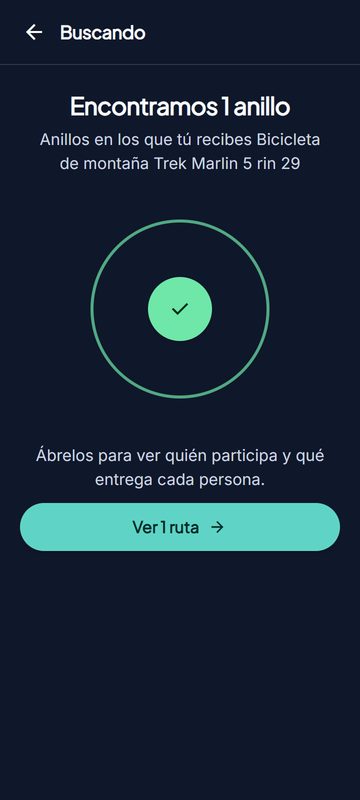 Buscando
Encontramos 1 anillo
Anillos en los que tú recibes Bicicleta
de montaña Trek Marlin 5 rin 29
Ábrelos para ver quién participa y qué
entrega cada persona.
Ver 1 ruta